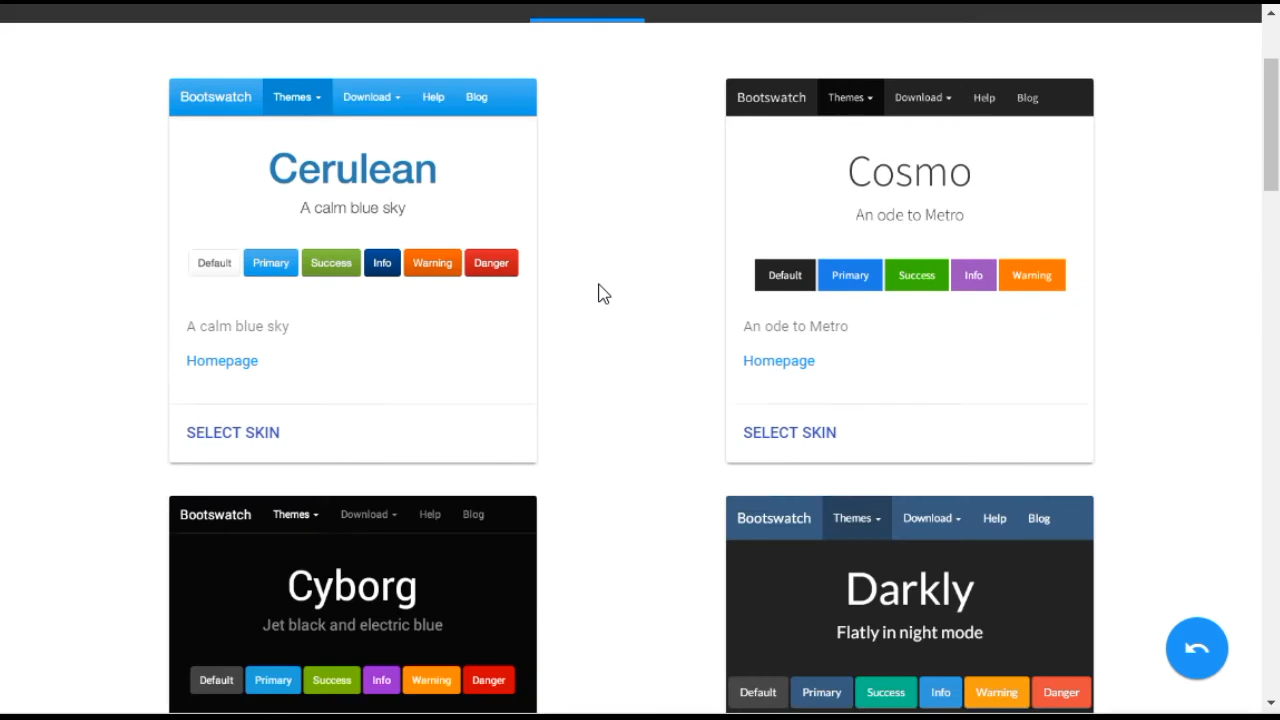 Bootswatch Themes Download Help Blog
Cerulean
A calm blue sky
Default Primary Success Info Warning Danger
A calm blue sky
Homepage
SELECT SKIN
Bootswatch Themes Download Help Blog
Cosmo
An ode to Metro
Default Primary Success Info Warning
An ode to Metro
Homepage
SELECT SKIN
Bootswatch Themes Download Help Blog
Cyborg
Jet black and electric blue
Default Primary Success Info Warning Danger
Bootswatch Themes Download Help Blog
Darkly
Flatly in night mode
Default Primary Success Info Warning Danger